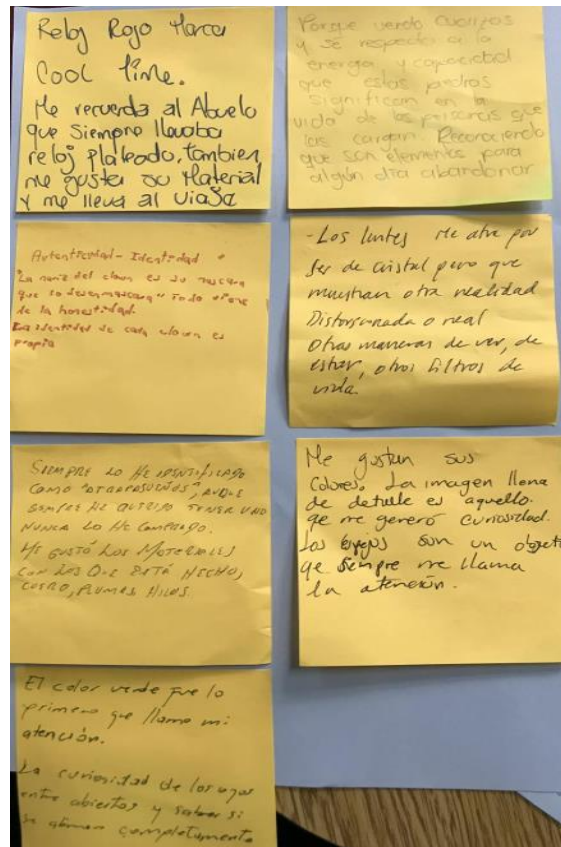 Reloj Rojo Marca
Cool Time.
Me recuerda al Abuelo
que siempre llevaba
reloj plateado, tambien
me gusta su Material
y me lleva al viaje
Porque vendo cuarzos
y sé respecto a la
energía y capacidad
que estas piedras
significan en la
vida de las personas que
las cargan. Reconociendo
que son elementos para
algún día abandonar
Autenticidad - Identidad
"La nariz del clown es su mascara
que lo desenmascara" Todo viene
de la honestidad.
La identidad de cada clown es
propia
- Los lentes me atrae por
ser de cristal pero que
muestran otra realidad
Distorsionada o real
Otras maneras de ver, de
estar, otros filtros de
vida.
SIEMPRE LO HE IDENTIFICADO
COMO "ATRAPASUEÑOS", AUNQUE
SIEMPRE HE QUERIDO TENER UNO
NUNCA LO HE COMPRADO.
ME GUSTÓ LOS MATERIALES
CON LOS QUE ESTÁ HECHO,
CUERO, PLUMAS, HILOS.
Me gustan sus
colores. La imagen llena
de detalle es aquello
qe me generó curiosidad.
Los son un objeto
qe siempre me llama
la atención.
El color verde fue lo
primero que llamo mi
atención.
La curiosidad de los ojos
entre abiertos y saber si
se abrían completamente